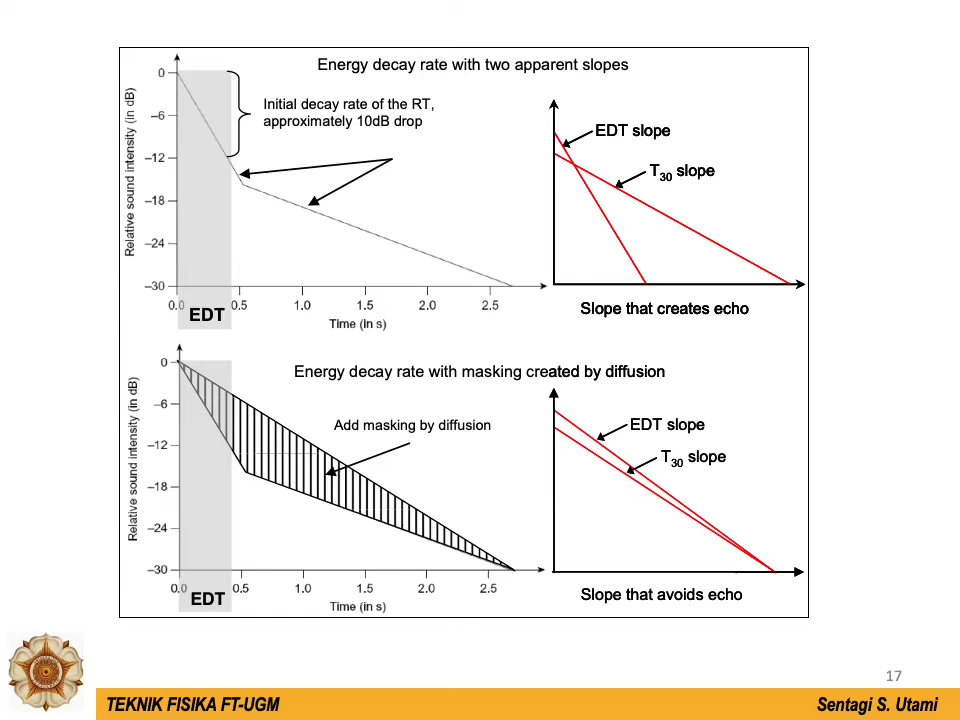 Energy decay rate with two apparent slopes
Relative sound intensity (in dB)
0
–6
–12
–18
–24
–30
Initial decay rate of the RT,
approximately 10dB drop
0.0 0.5 1.0 1.5 2.0 2.5
EDT
Time (in s)
EDT slope
T30 slope
Slope that creates echo
Energy decay rate with masking created by diffusion
Relative sound intensity (in dB)
0
–6
–12
–18
–24
–30
Add masking by diffusion
0.0 0.5 1.0 1.5 2.0 2.5
EDT
Time (in s)
EDT slope
T30 slope
Slope that avoids echo
17
TEKNIK FISIKA FT-UGM
Sentagi S. Utami